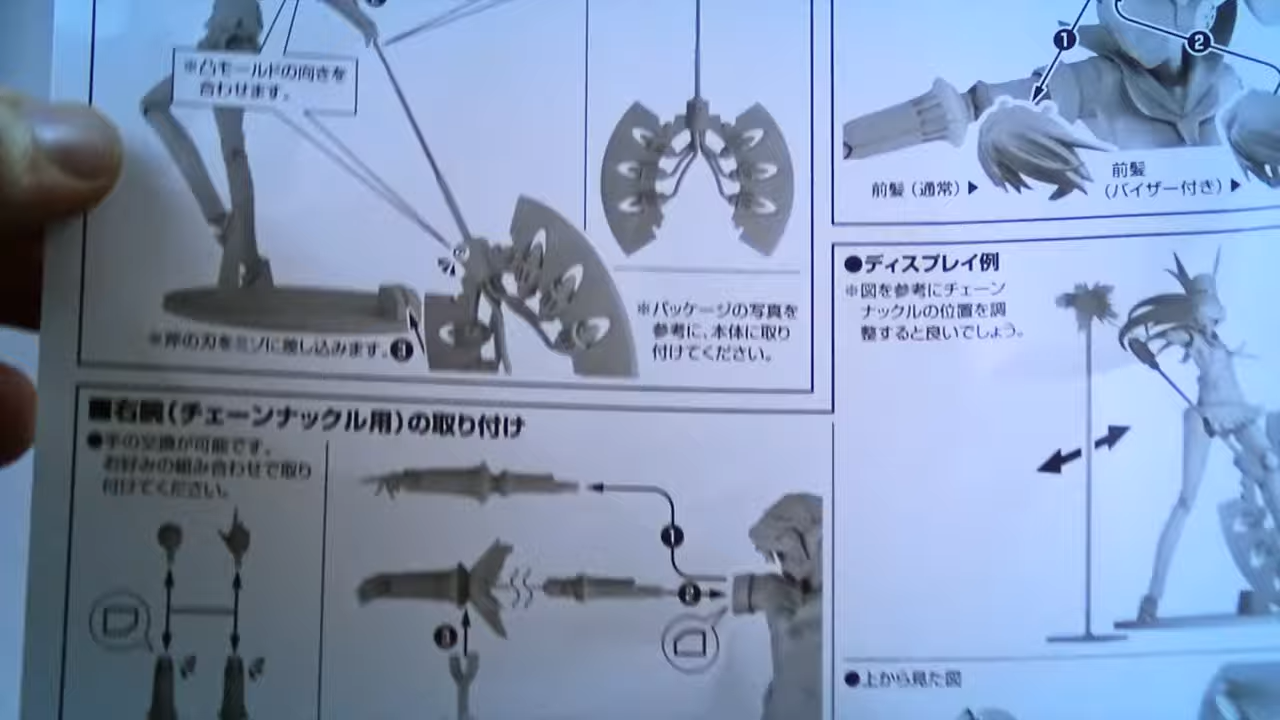 ※凸モールドの向きを
合わせます。
※斧の刃をミゾに差し込みます。
3
※パッケージの写真を
参考に、本体に取り
付けてください。
右腕（チェーンナックル用）の取り付け
●手の交換が可能です。
お好みの組み合わせで取り
付けてください。
1
2
3
1
2
前髪（通常）▶
前髪
（バイザー付き）▶
●ディスプレイ例
※図を参考にチェーン
ナックルの位置を調
整すると良いでしょう。
●上から見た図